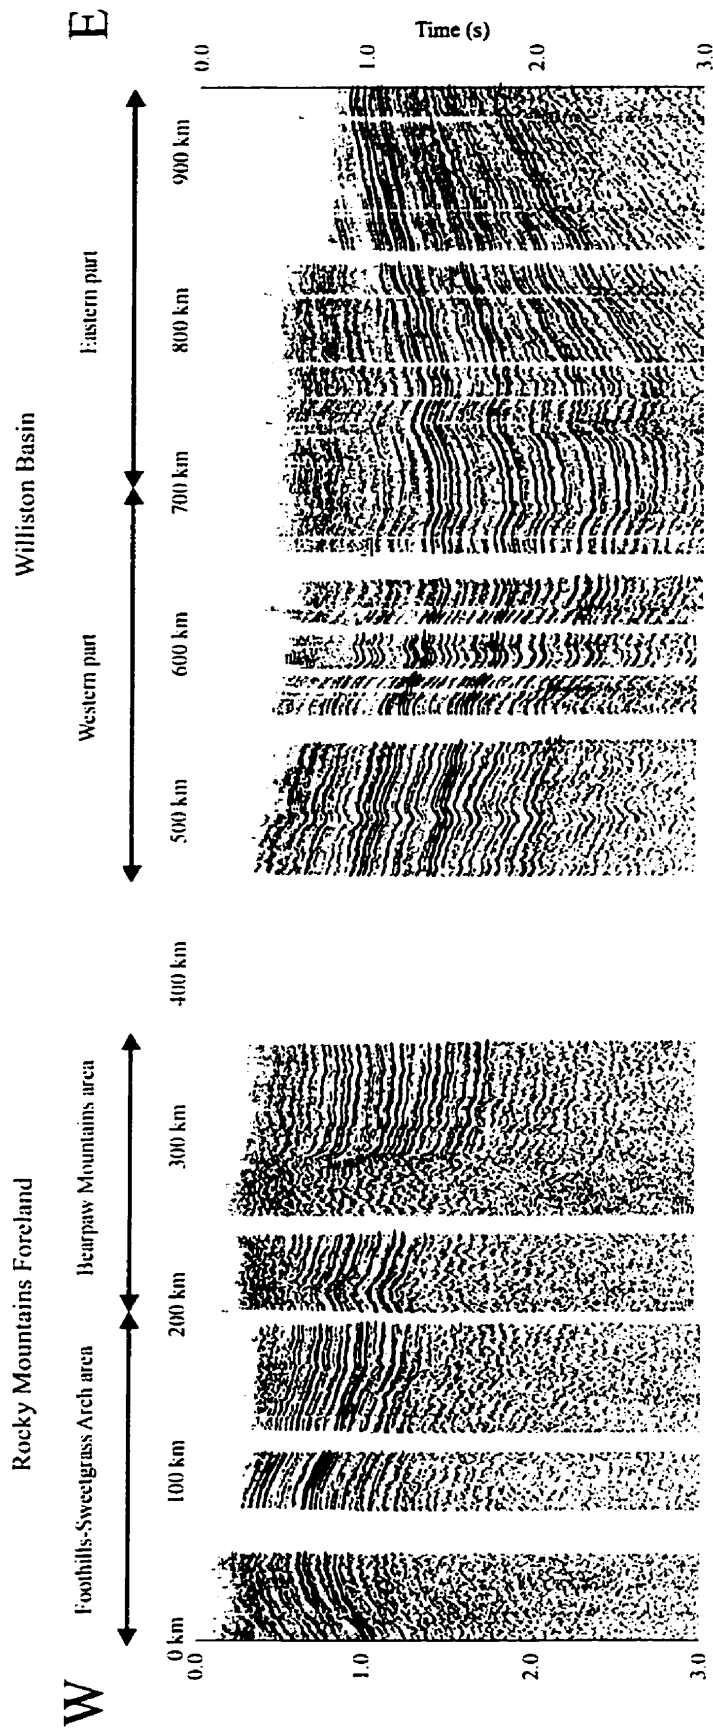 Rocky Mountains Foreland
Williston Basin
W
E
Foothills-Sweetgrass Arch area
Bearpaw Mountains area
Western part
Eastern part
0 km
100 km
200 km
300 km
400 km
500 km
600 km
700 km
800 km
900 km
0.0
1.0
2.0
3.0
0.0
1.0
2.0
3.0
Time (s)